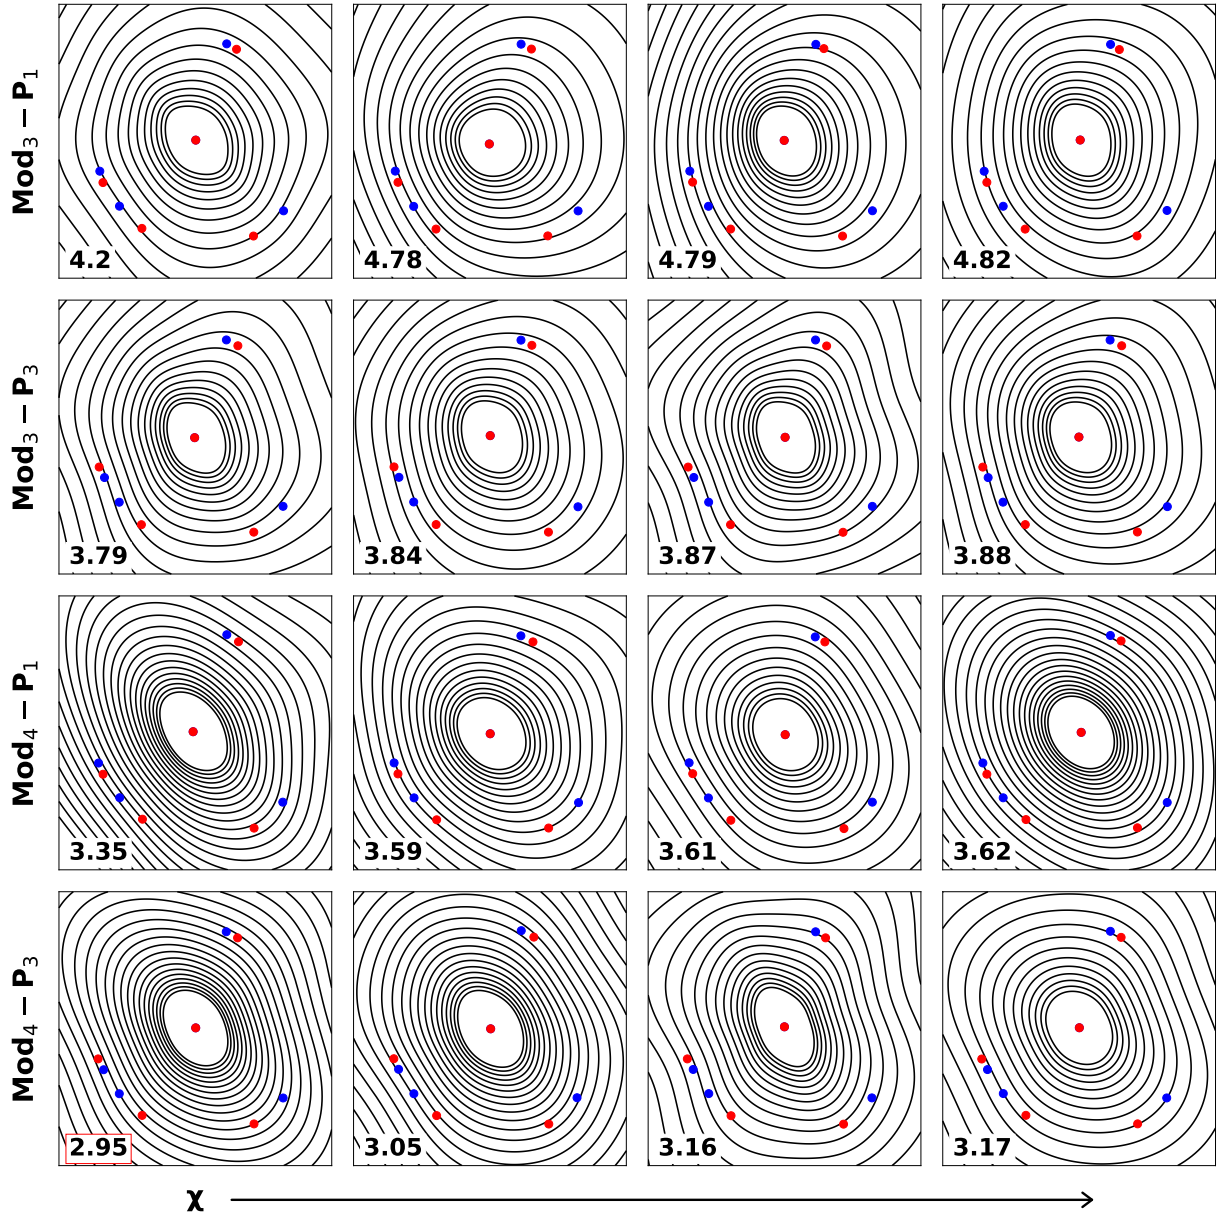 Mod₃ − P₁
4.2 4.78 4.79 4.82
Mod₃ − P₃
3.79 3.84 3.87 3.88
Mod₄ − P₁
3.35 3.59 3.61 3.62
Mod₄ − P₃
2.95 3.05 3.16 3.17
χ